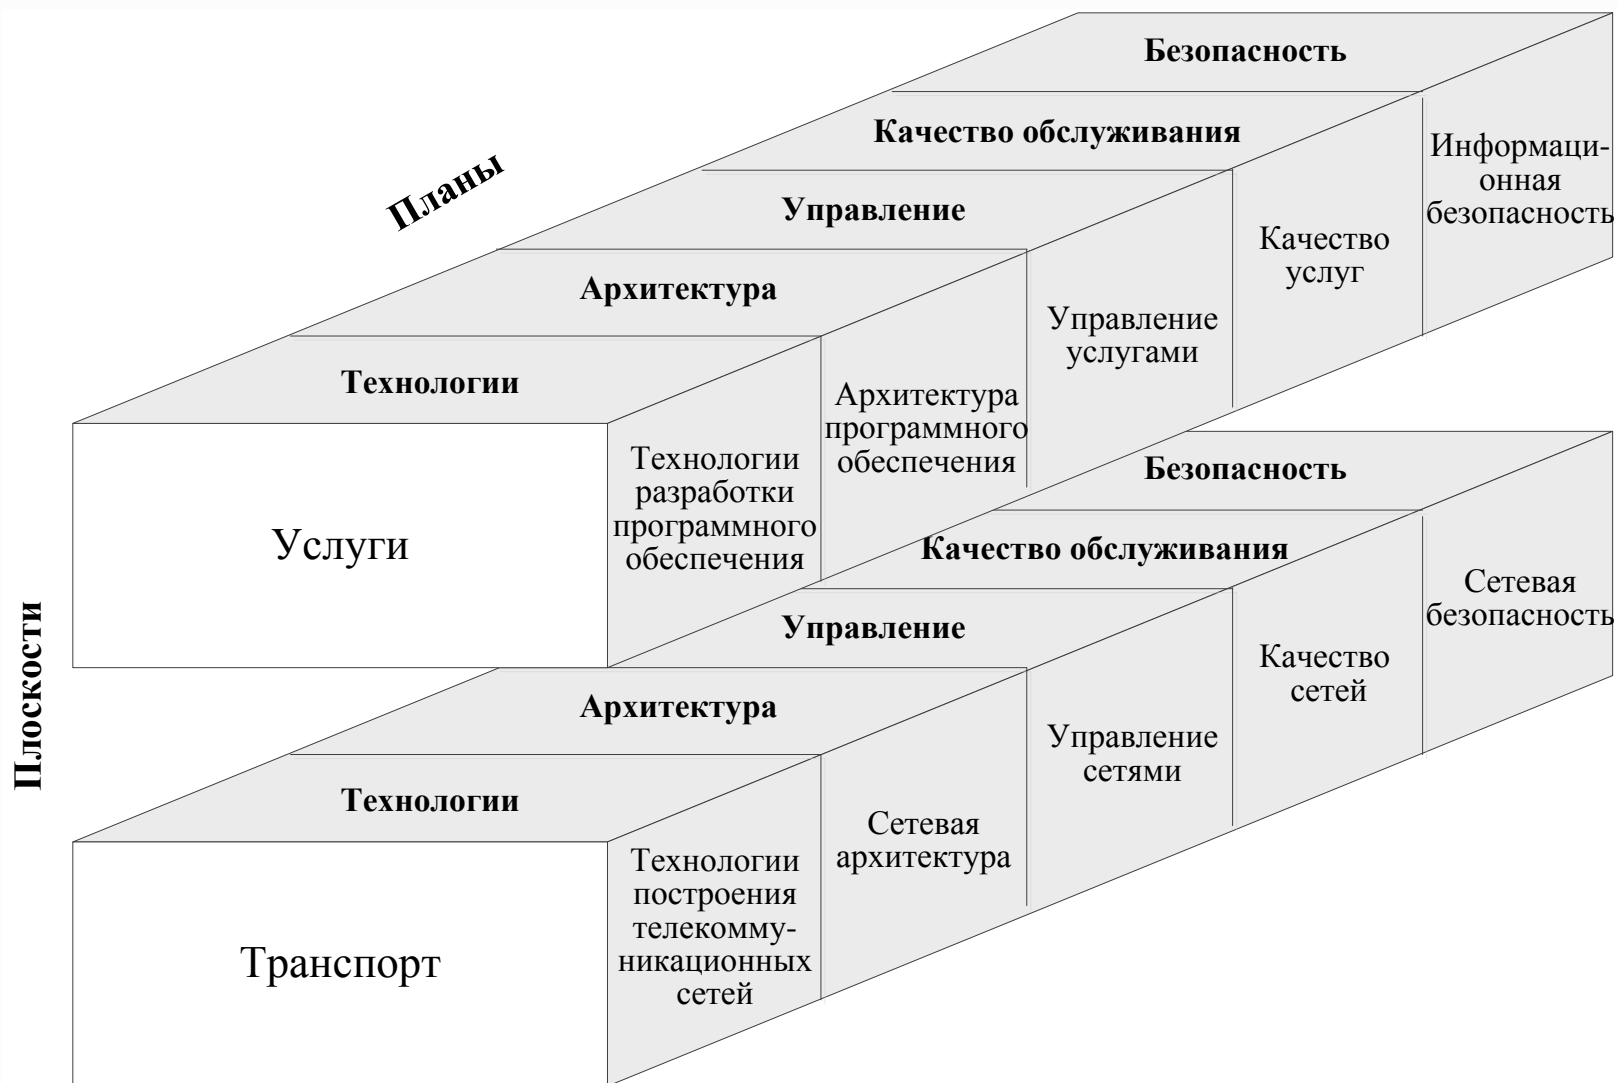 Безопасность
Качество обслуживания
Информаци-
онная
безопасность
Планы
Управление
Качество
услуг
Архитектура
Управление
услугами
Технологии
Архитектура
программного
обеспечения
Технологии
разработки
программного
обеспечения
Услуги
Плоскости
Безопасность
Качество обслуживания
Сетевая
безопасность
Управление
Качество
сетей
Архитектура
Управление
сетями
Технологии
Сетевая
архитектура
Технологии
построения
телекомму-
никационных
сетей
Транспорт